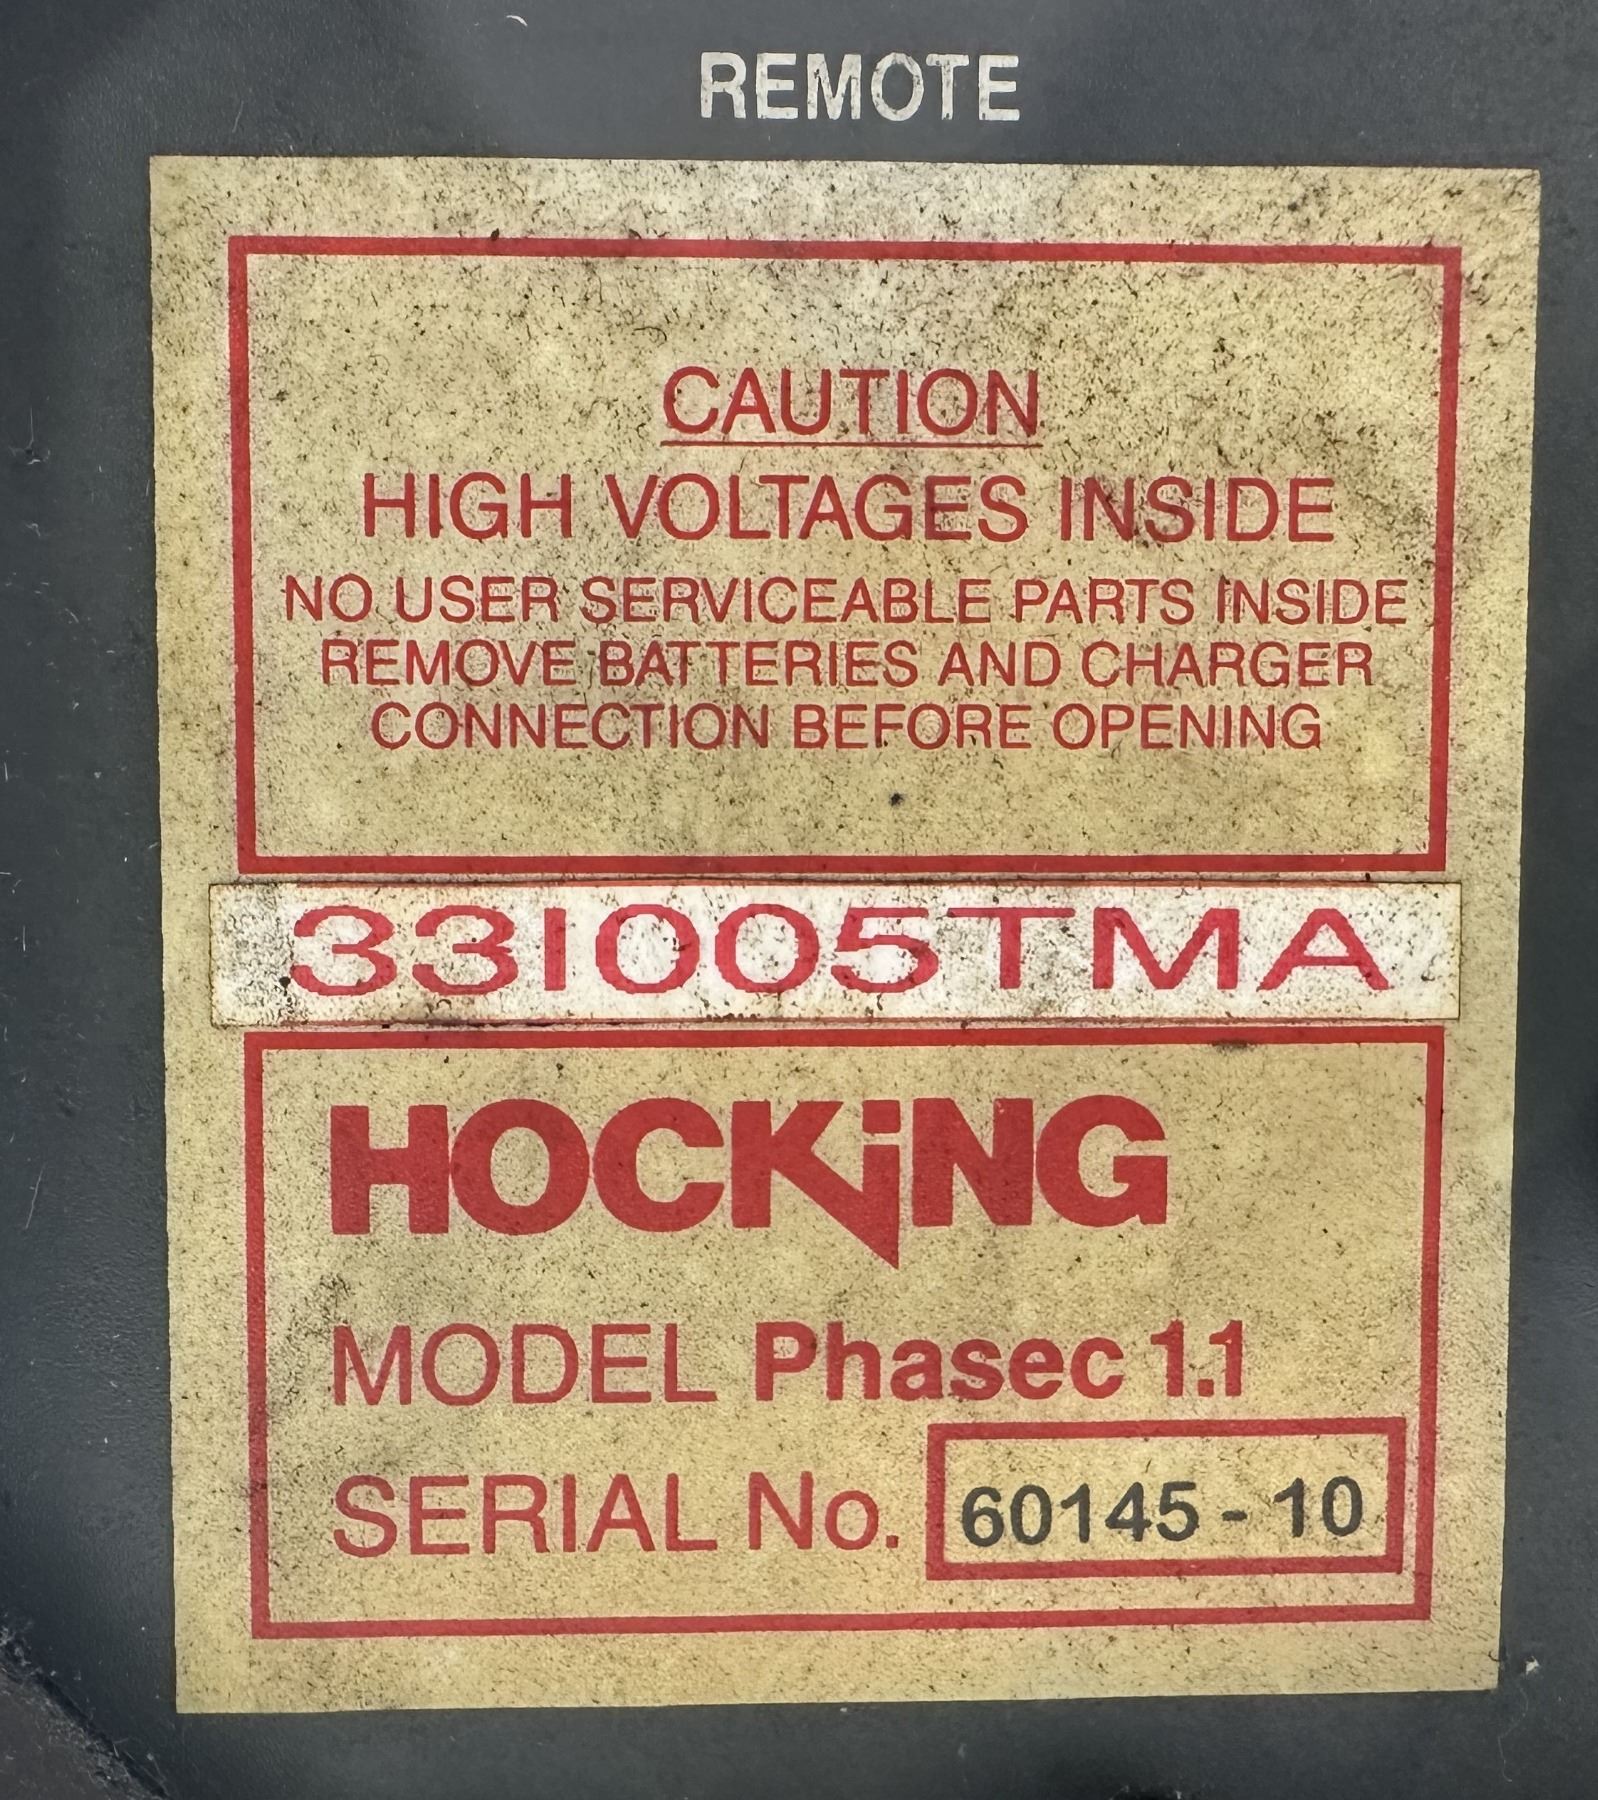 REMOTE
CAUTION
HIGH VOLTAGES INSIDE
NO USER SERVICEABLE PARTS INSIDE
REMOVE BATTERIES AND CHARGER
CONNECTION BEFORE OPENING
331005TMA
HOCKiNG
MODEL Phasec 1.1
SERIAL No. 60145 - 10